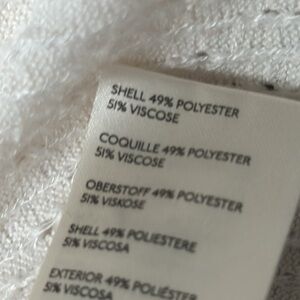 SHELL 49% POLYESTER
51% VISCOSE
COQUILLE 49% POLYESTER
51% VISCOSE
OBERSTOFF 49% POLYESTER
51% VISKOSE
SHELL 49% POLIESTERE
51% VISCOSA
EXTERIOR 49% POLIÉSTER
51% VISCOSA